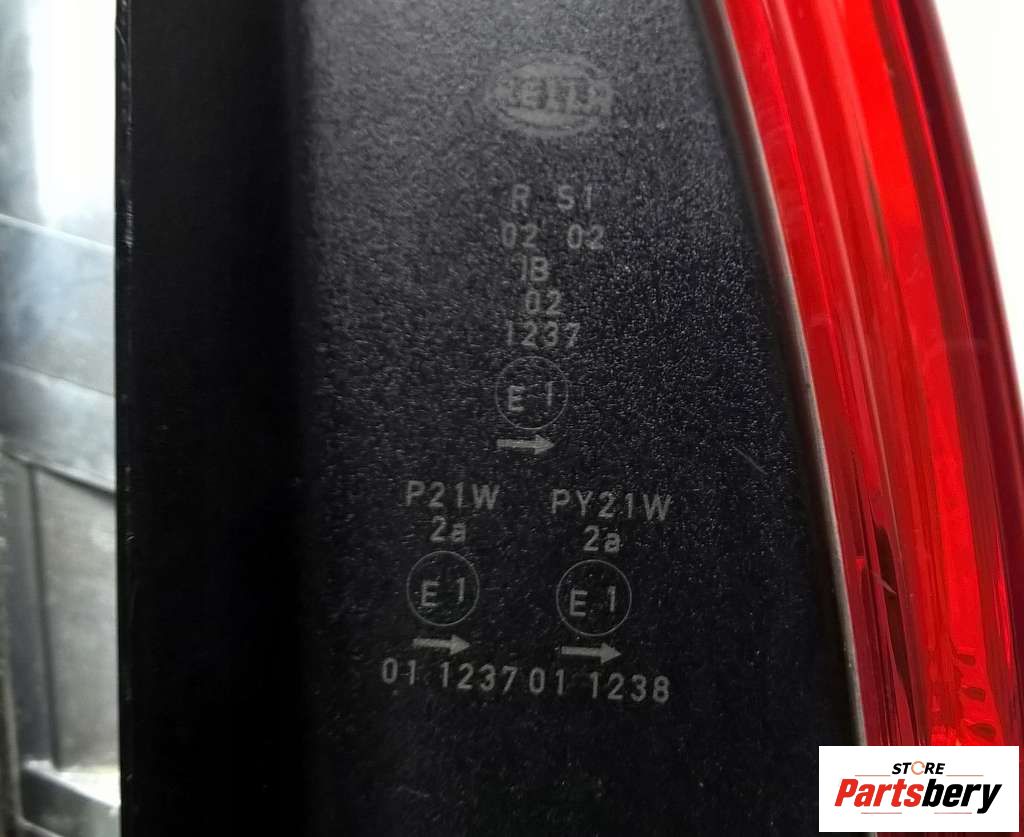 HELLA
R S1
02 02
1B
02
1237
E 1
P21W PY21W
2a 2a
E 1 E 1
01 1237 01 1238
STORE
Partsbery